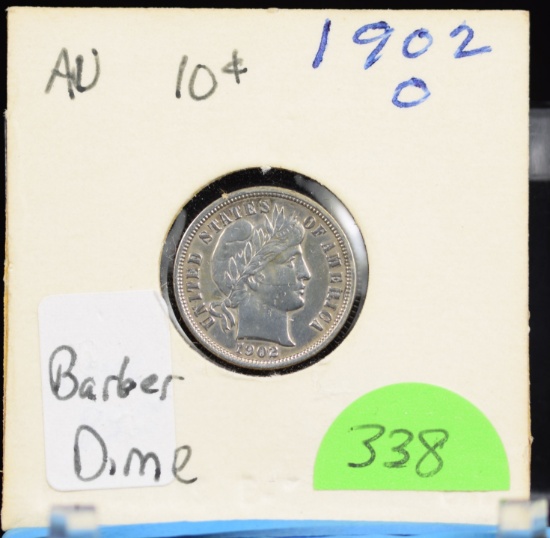 AU 10¢ 1902
O
UNITED STATES OF AMERICA
1902
Barber
Dime
338